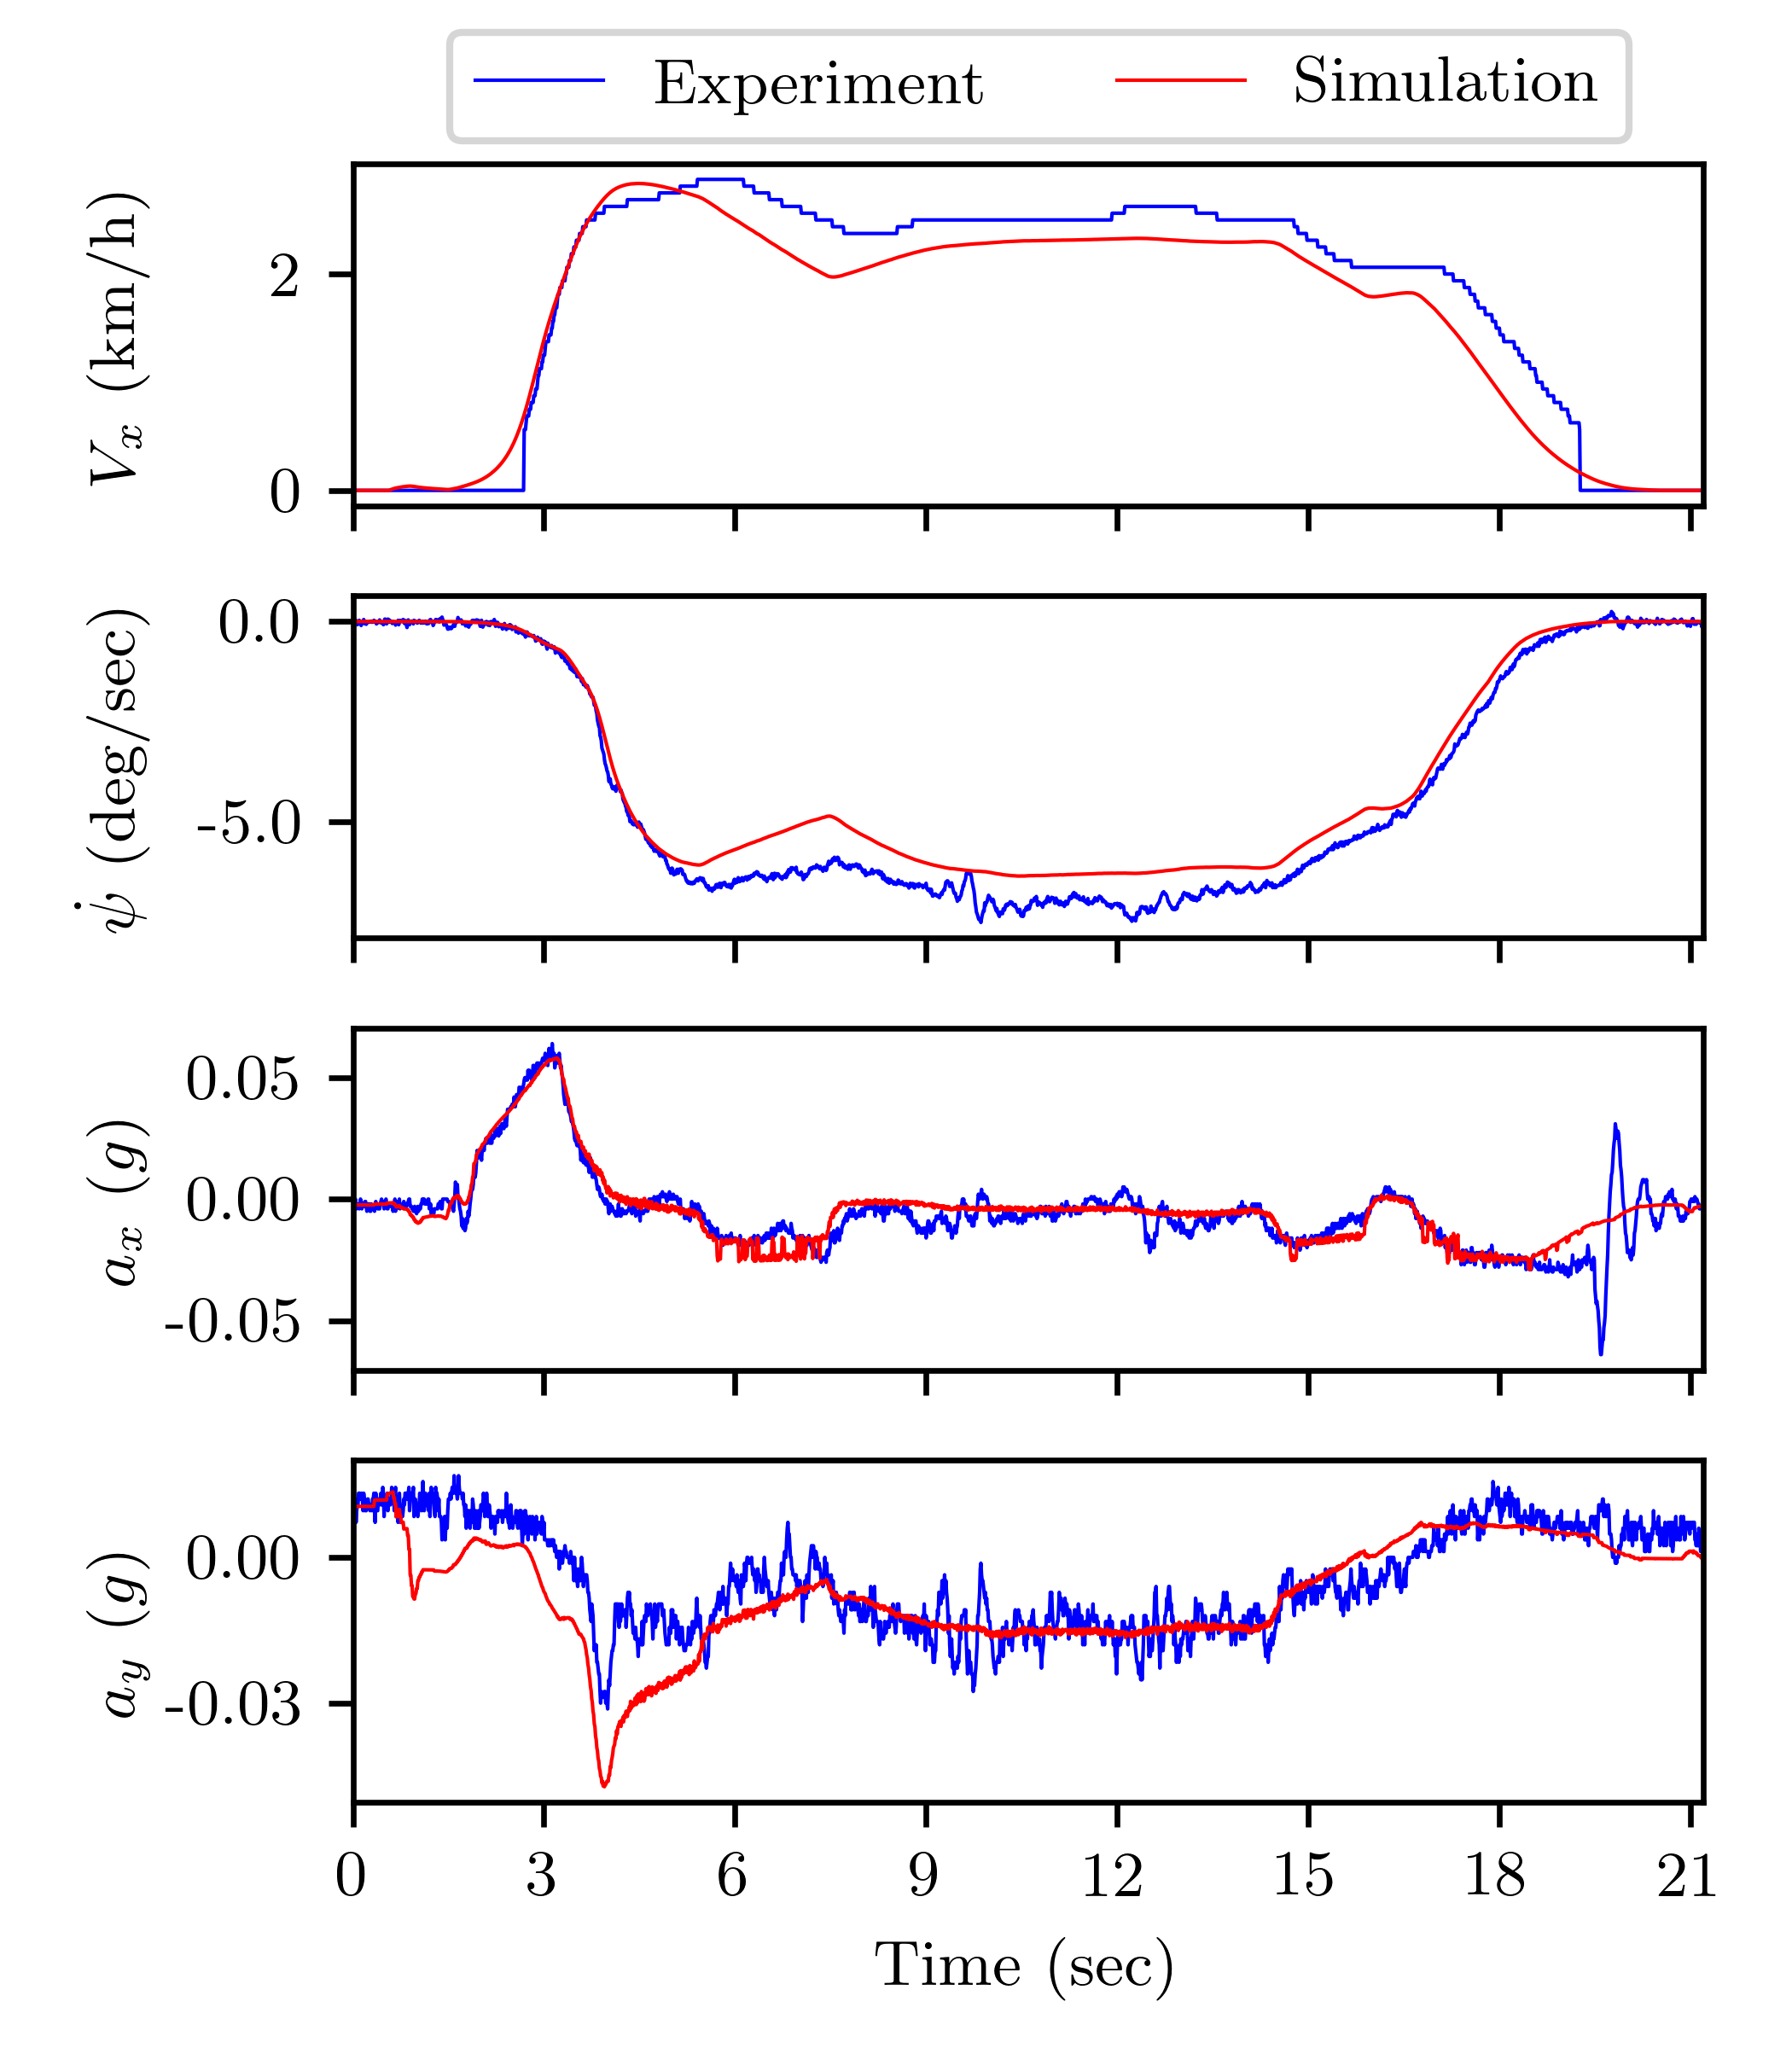 Experiment Simulation
V_x (km/h)
2
0
ψ̇ (deg/sec)
0.0
-5.0
a_x (g)
0.05
0.00
-0.05
a_y (g)
0.00
-0.03
0 3 6 9 12 15 18 21
Time (sec)